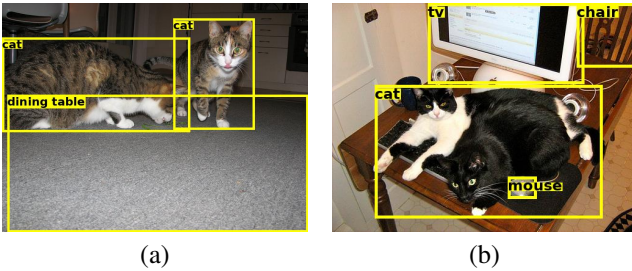 cat
cat
dining table
(a)
tv
chair
cat
mouse
(b)